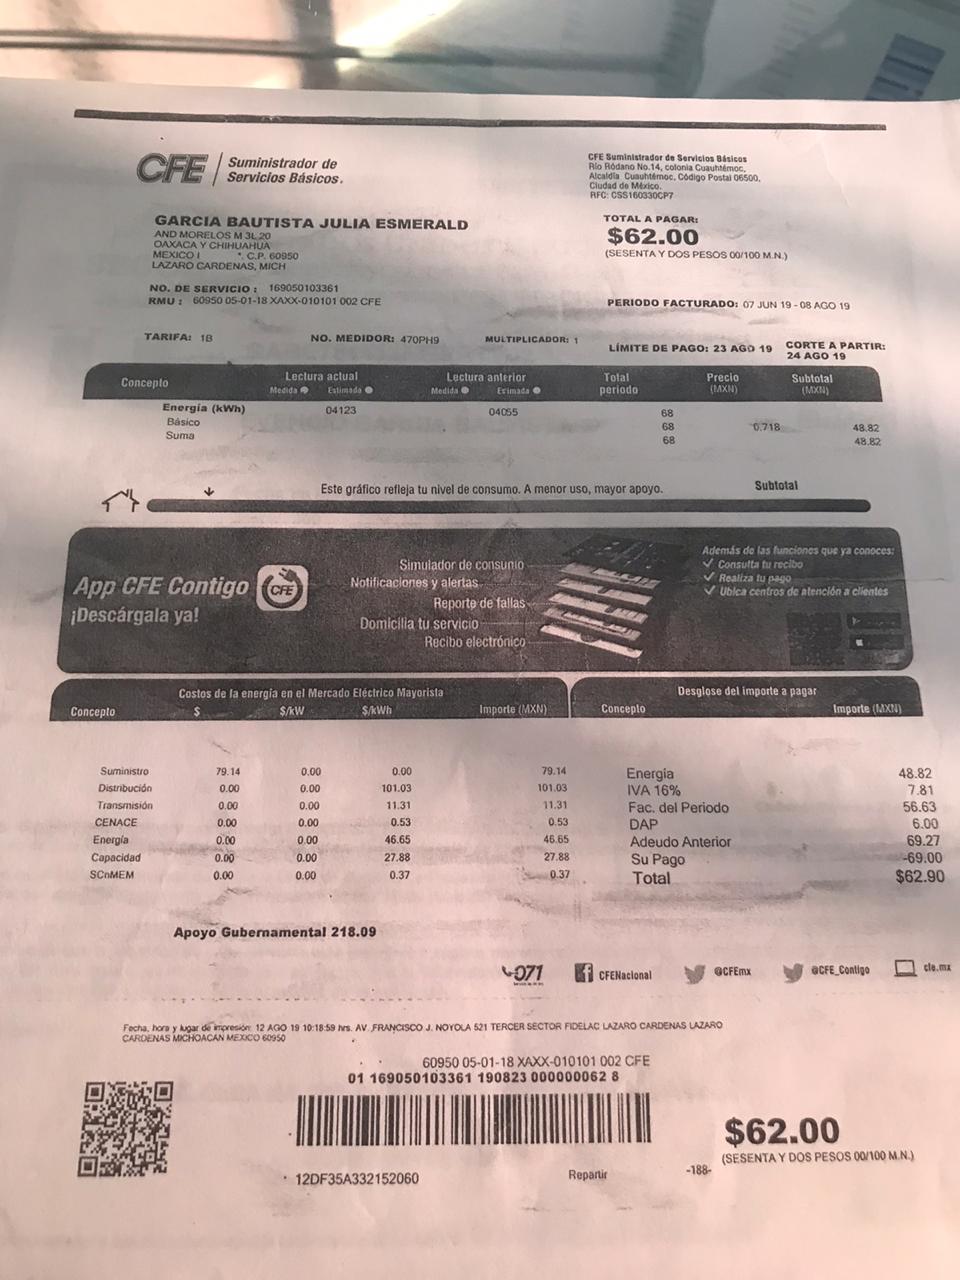 CFE Suministrador de
Servicios Básicos.
CFE Suministrador de Servicios Básicos
Río Ródano No.14, colonia Cuauhtémoc,
Alcaldía Cuauhtémoc, Código Postal 06500,
Ciudad de México.
RFC: CSS160330CP7
GARCIA BAUTISTA JULIA ESMERALD
AND MORELOS M 3L 20
OAXACA Y CHIHUAHUA
MEXICO I C.P. 60950
LAZARO CARDENAS, MICH
TOTAL A PAGAR:
$62.00
(SESENTA Y DOS PESOS 00/100 M.N.)
NO. DE SERVICIO : 169050103361
RMU : 60950 05-01-18 XAXX-010101 002 CFE
PERIODO FACTURADO: 07 JUN 19 - 08 AGO 19
TARIFA: 1B NO. MEDIDOR: 470PH9 MULTIPLICADOR: 1
LÍMITE DE PAGO: 23 AGO 19 CORTE A PARTIR:
24 AGO 19
Concepto Lectura actual Lectura anterior Total periodo Precio (MXN) Subtotal (MXN)
Medida Estimada Medida Estimada
Energía (kWh) 04123 04055 68
Básico 68 0.718 48.82
Suma 68 48.82
Este gráfico refleja tu nivel de consumo. A menor uso, mayor apoyo. Subtotal
App CFE Contigo
¡Descárgala ya!
CFE
Simulador de consumo
Notificaciones y alertas
Reporte de fallas
Domicilia tu servicio
Recibo electrónico
Además de las funciones que ya conoces:
Consulta tu recibo
Realiza tu pago
Ubica centros de atención a clientes
Costos de la energía en el Mercado Eléctrico Mayorista
Concepto $ $/kW $/kWh Importe (MXN)
Suministro 79.14 0.00 0.00 79.14
Distribución 0.00 0.00 101.03 101.03
Transmisión 0.00 0.00 11.31 11.31
CENACE 0.00 0.00 0.53 0.53
Energía 0.00 0.00 46.65 46.65
Capacidad 0.00 0.00 27.88 27.88
SCnMEM 0.00 0.00 0.37 0.37
Desglose del importe a pagar
Concepto Importe (MXN)
Energia 48.82
IVA 16% 7.81
Fac. del Periodo 56.63
DAP 6.00
Adeudo Anterior 69.27
Su Pago -69.00
Total $62.90
Apoyo Gubernamental 218.09
071 CFENacional @CFEmx @CFE_Contigo cfe.mx
Fecha, hora y lugar de impresión: 12 AGO 19 10:18:59 hrs. AV. FRANCISCO J. NOYOLA 521 TERCER SECTOR FIDELAC LAZARO CARDENAS LAZARO
CARDENAS MICHOACAN MEXICO 60950
60950 05-01-18 XAXX-010101 002 CFE
01 169050103361 190823 000000062 8
$62.00
(SESENTA Y DOS PESOS 00/100 M.N.)
12DF35A332152060 Repartir -188-